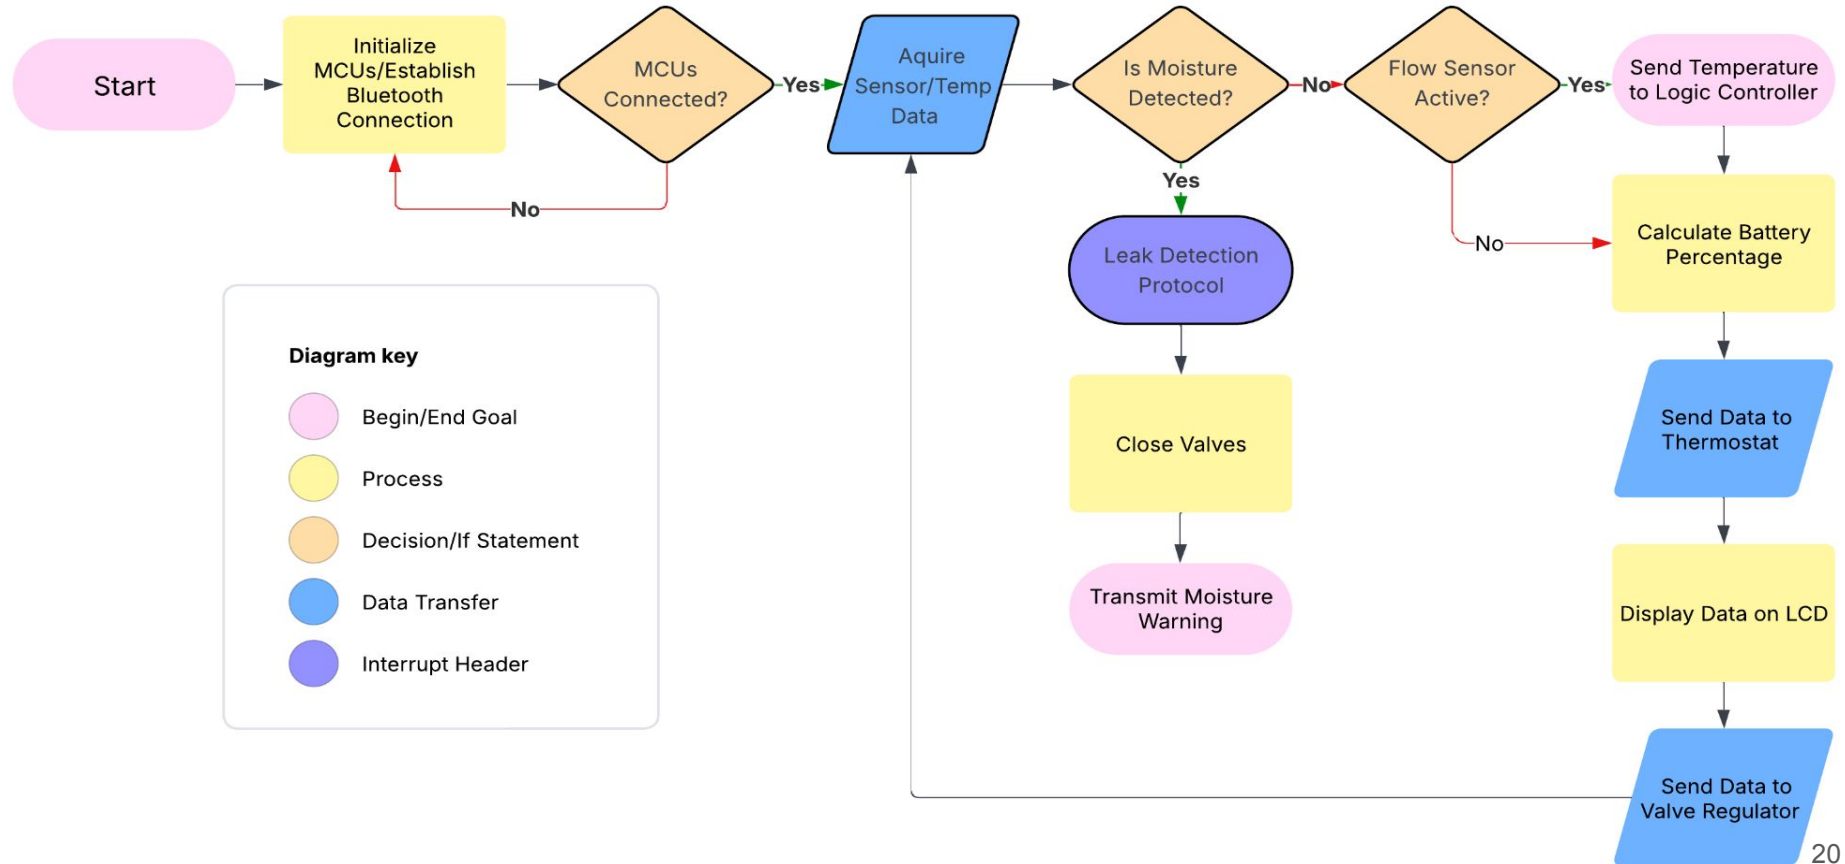 Start
Initialize
MCUs/Establish
Bluetooth
Connection
MCUs
Connected?
Yes
No
Aquire
Sensor/Temp
Data
Is Moisture
Detected?
No
Yes
Flow Sensor
Active?
Yes
No
Send Temperature
to Logic Controller
Calculate Battery
Percentage
Send Data to
Thermostat
Display Data on LCD
Send Data to
Valve Regulator
Leak Detection
Protocol
Close Valves
Transmit Moisture
Warning
Diagram key
Begin/End Goal
Process
Decision/If Statement
Data Transfer
Interrupt Header
20